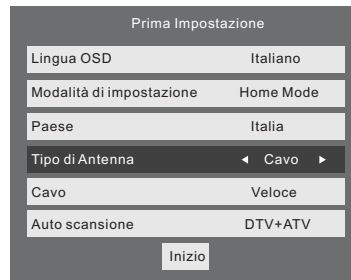 Prima Impostazione
Lingua OSD Italiano
Modalità di impostazione Home Mode
Paese Italia
Tipo di Antenna Cavo
Cavo Veloce
Auto scansione DTV+ATV
Inizio